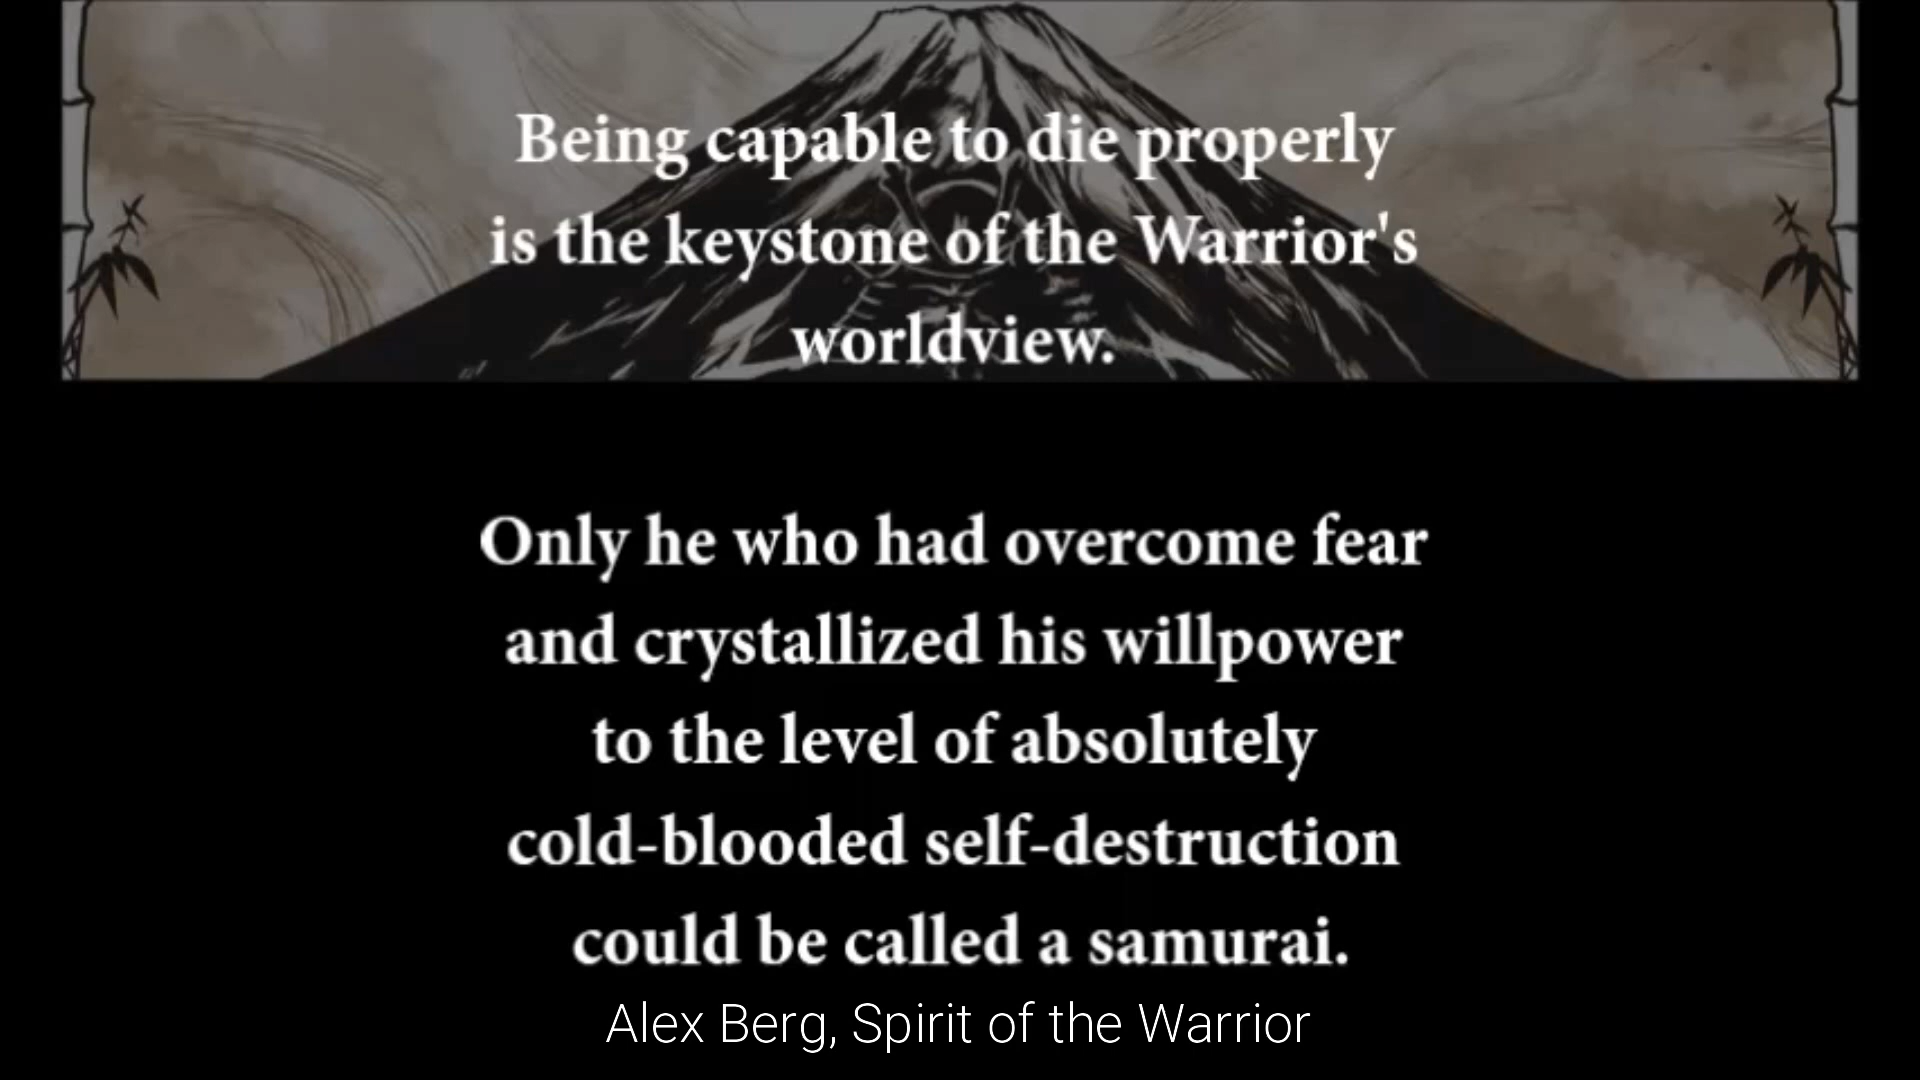 Being capable to die properly
is the keystone of the Warrior's
worldview.
Only he who had overcome fear
and crystallized his willpower
to the level of absolutely
cold-blooded self-destruction
could be called a samurai.
Alex Berg, Spirit of the Warrior